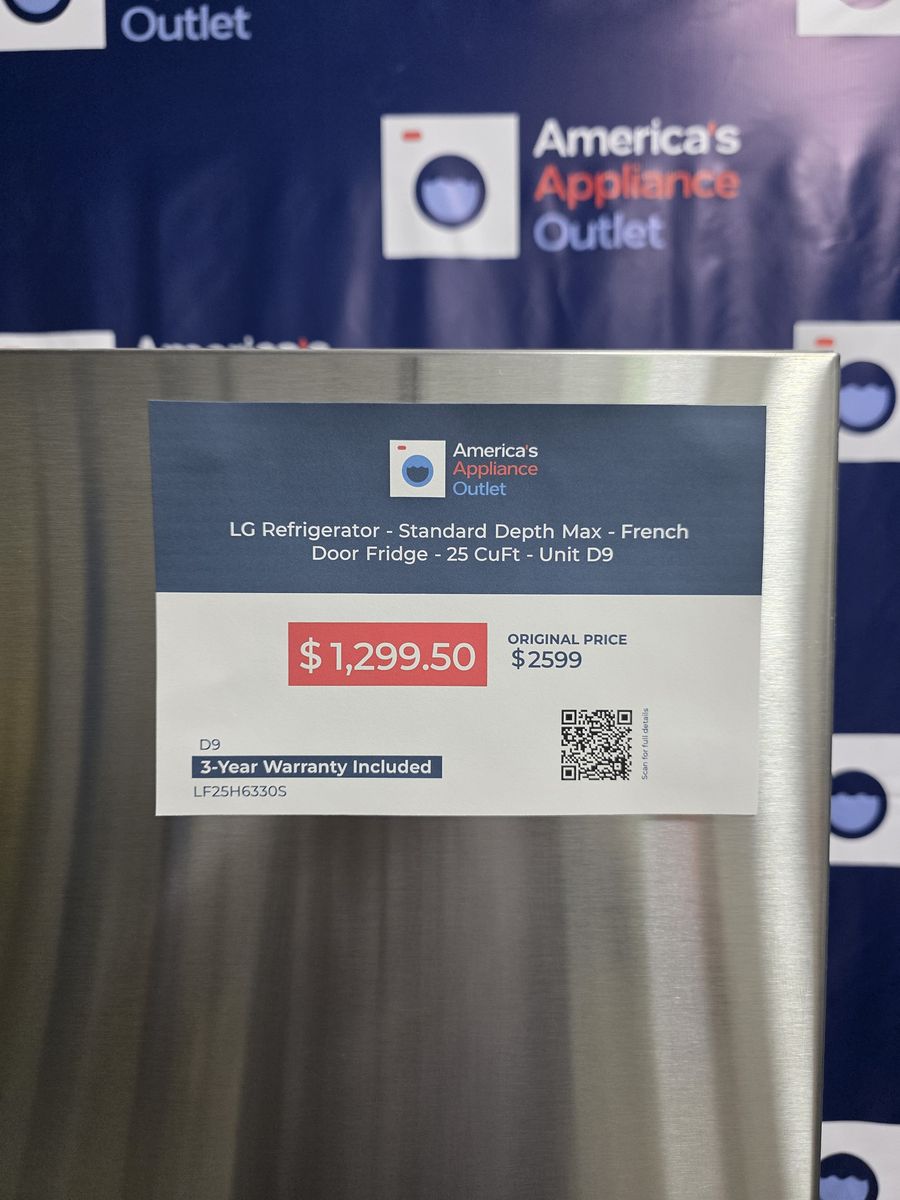 Outlet
America's
Appliance
Outlet
America's
America's
Appliance
Outlet
LG Refrigerator - Standard Depth Max - French
Door Fridge - 25 CuFt - Unit D9
$1,299.50
ORIGINAL PRICE
$2599
D9
3-Year Warranty Included
LF25H6330S
Scan for full details